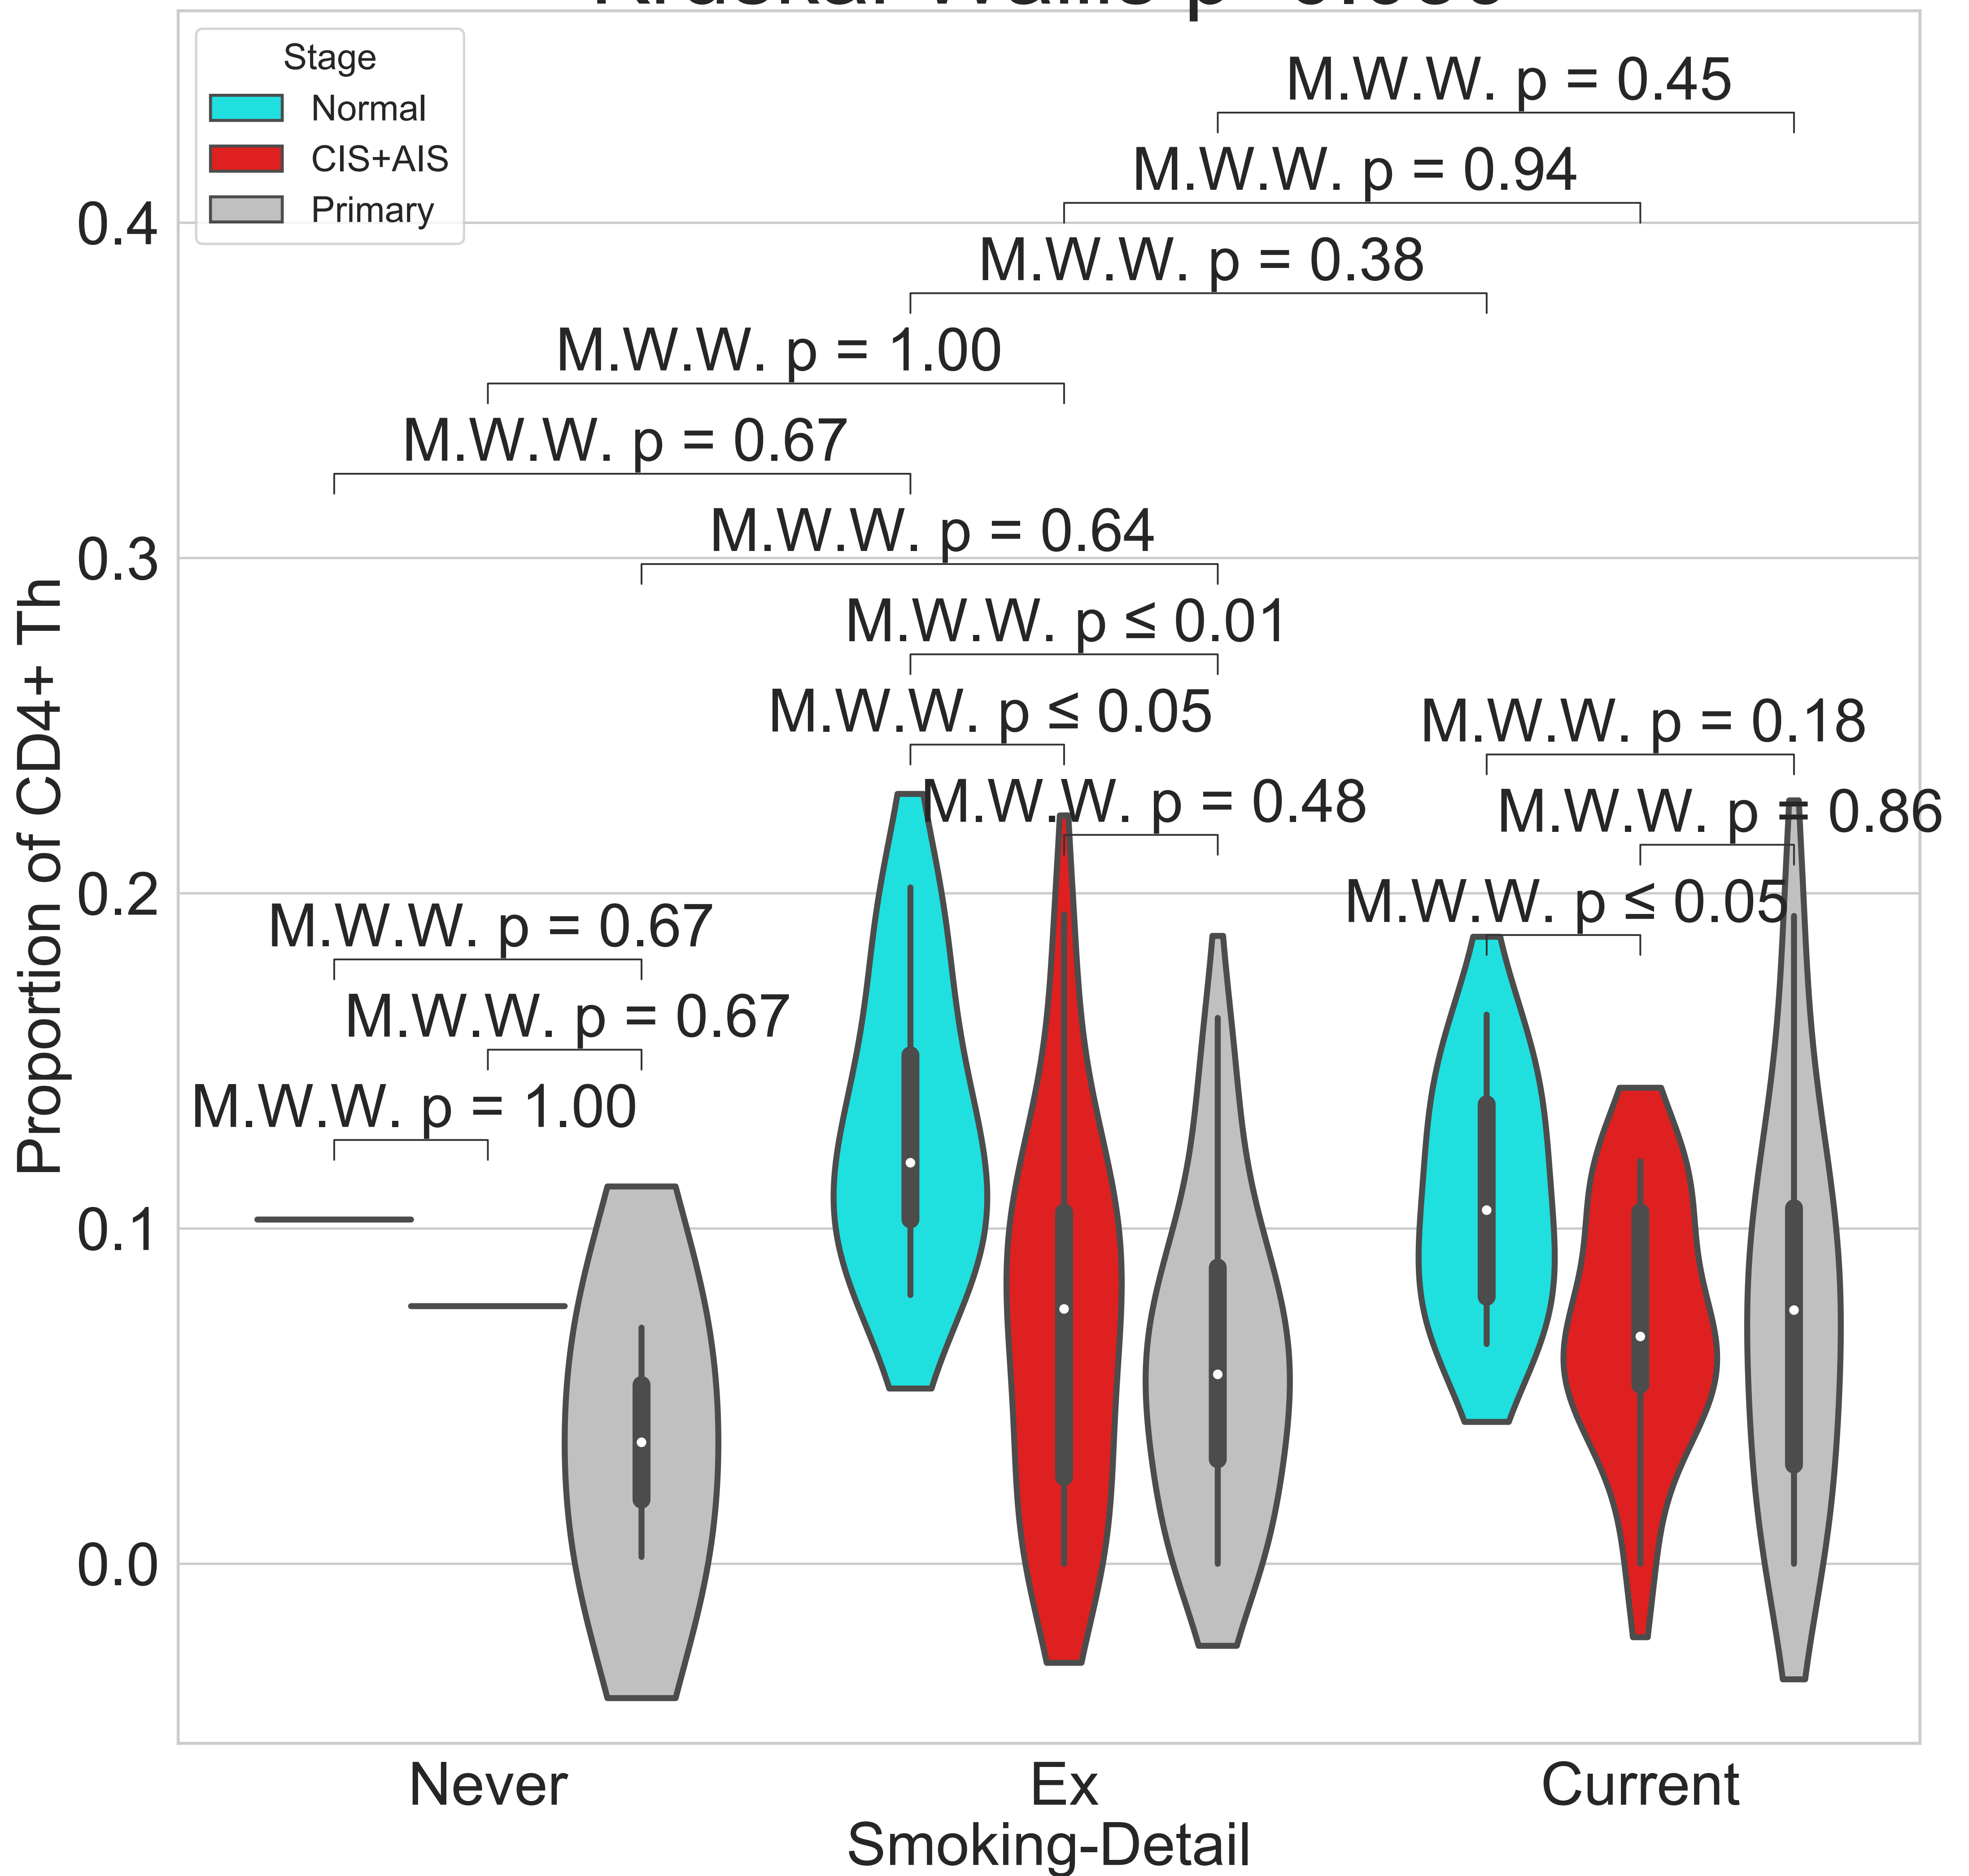 Stage
Normal
CIS+AIS
Primary
M.W.W. p = 0.45
M.W.W. p = 0.94
M.W.W. p = 0.38
M.W.W. p = 1.00
M.W.W. p = 0.67
M.W.W. p = 0.64
M.W.W. p ≤ 0.01
M.W.W. p ≤ 0.05
M.W.W. p = 0.48
M.W.W. p = 0.18
M.W.W. p = 0.86
M.W.W. p ≤ 0.05
M.W.W. p = 0.67
M.W.W. p = 0.67
M.W.W. p = 1.00
0.4
0.3
0.2
0.1
0.0
Proportion of CD4+ Th
Never
Ex
Current
Smoking-Detail